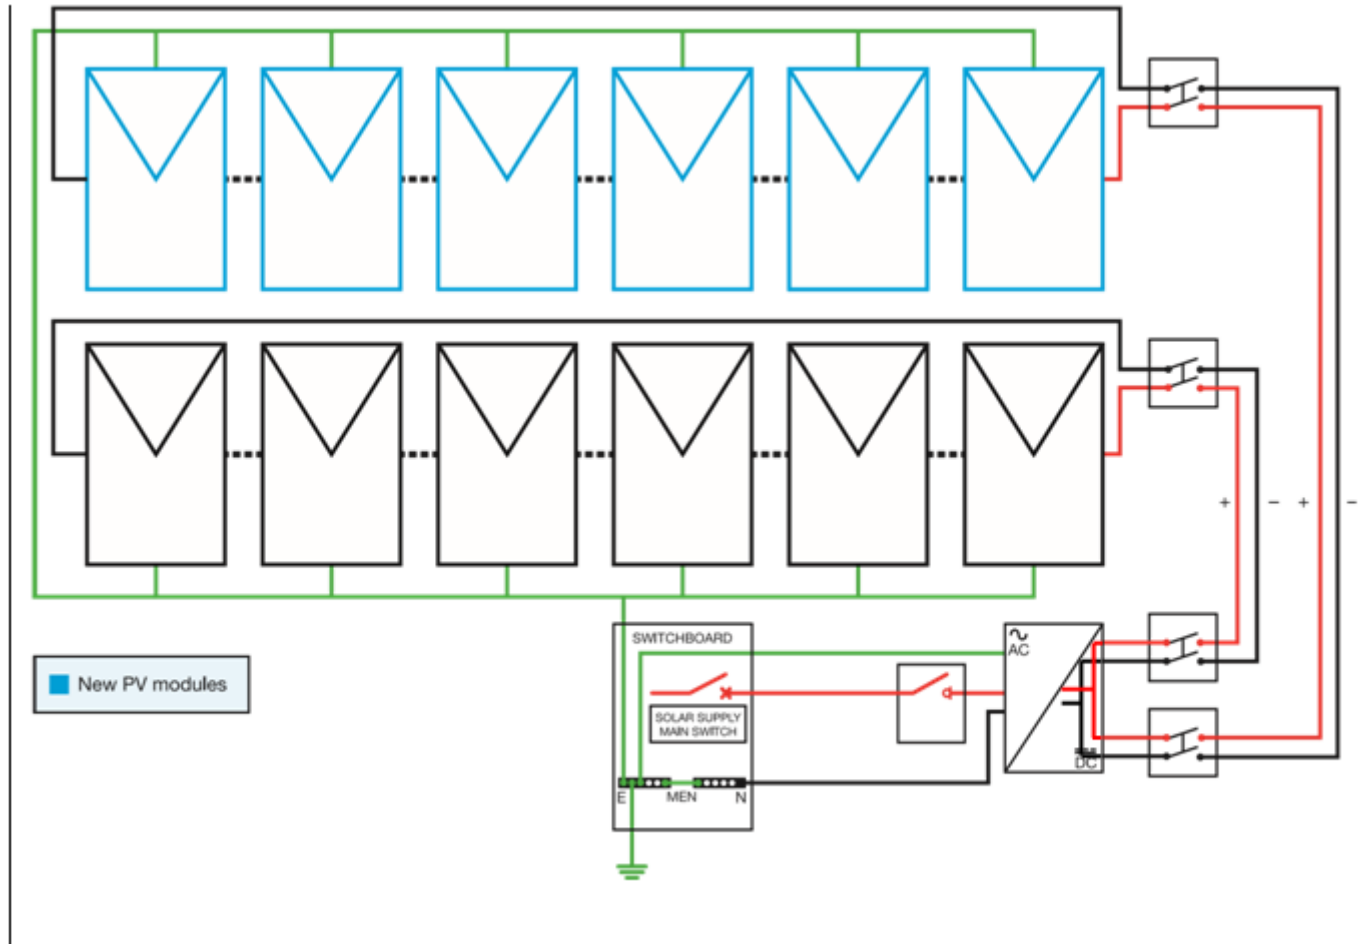 + − + −
SWITCHBOARD
AC
New PV modules
SOLAR SUPPLY
MAIN SWITCH
DC
E MEN N